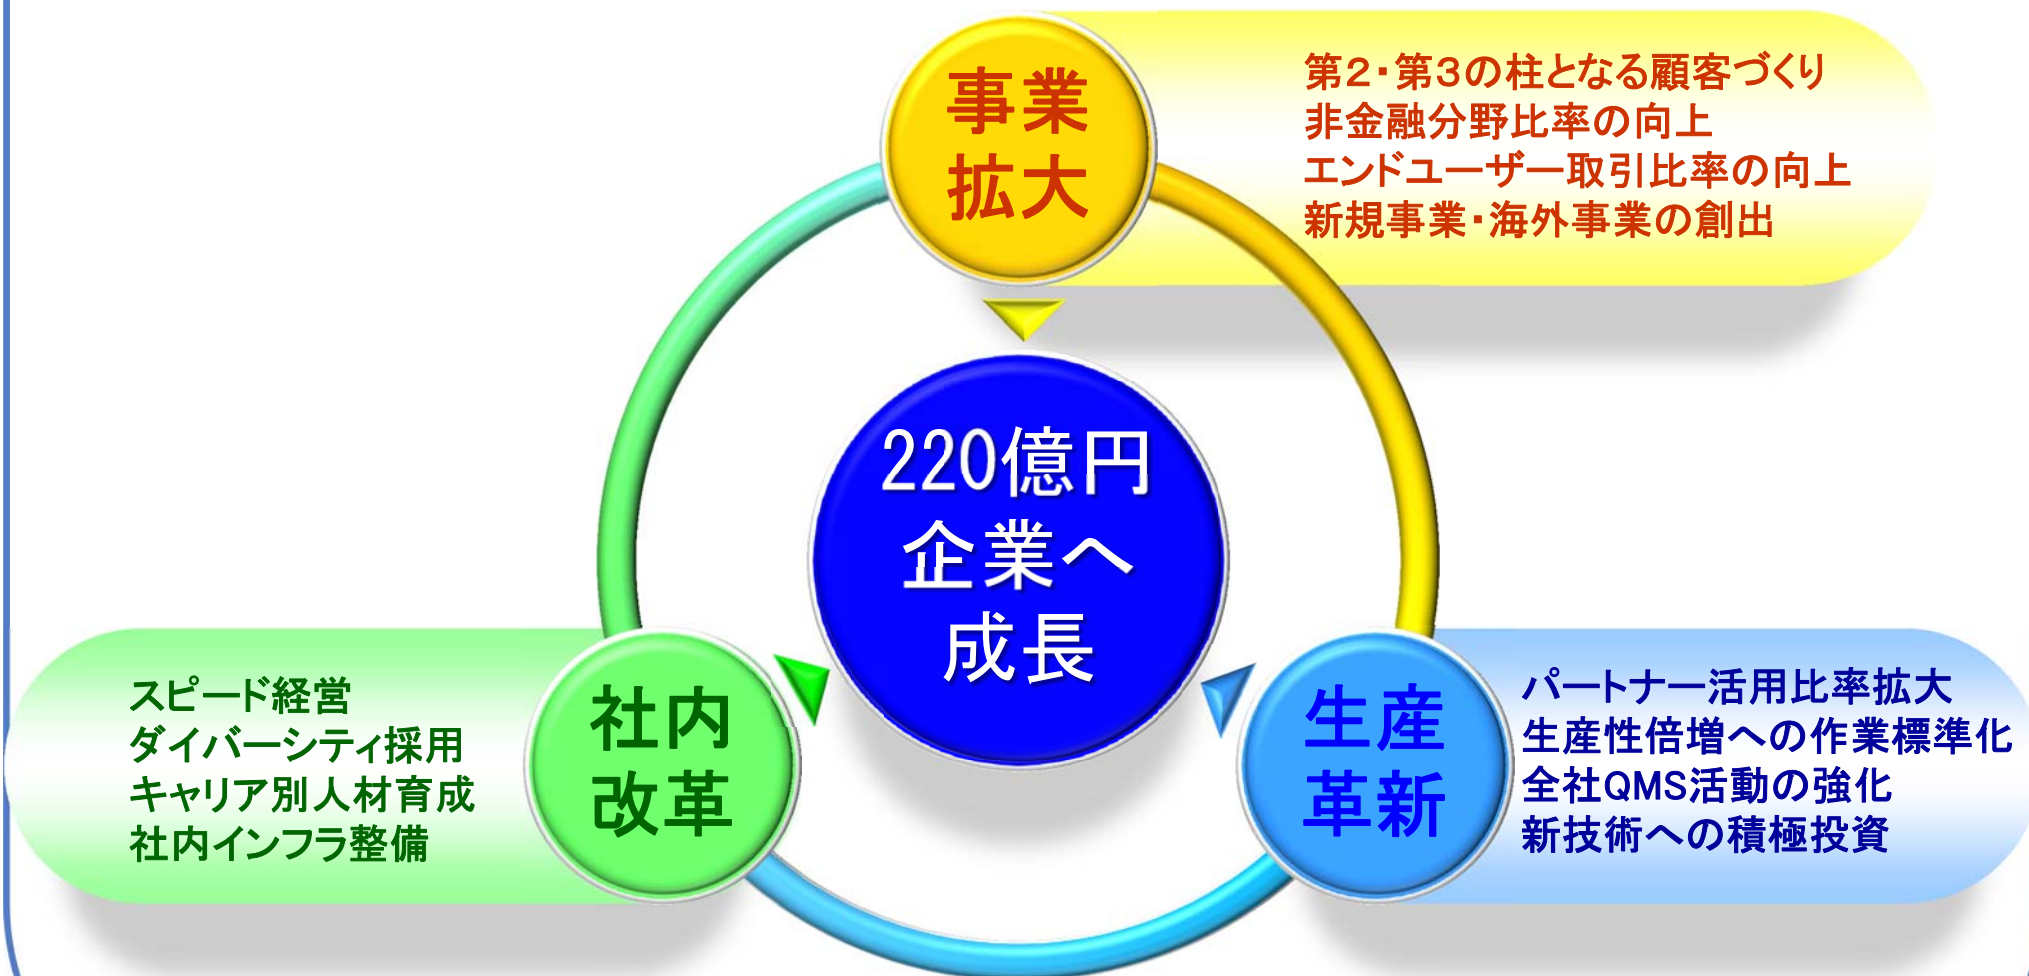 事業
拡大
第2・第3の柱となる顧客づくり
非金融分野比率の向上
エンドユーザー取引比率の向上
新規事業・海外事業の創出
220億円
企業へ
成長
社内
改革
スピード経営
ダイバーシティ採用
キャリア別人材育成
社内インフラ整備
生産
革新
パートナー活用比率拡大
生産性倍増への作業標準化
全社QMS活動の強化
新技術への積極投資